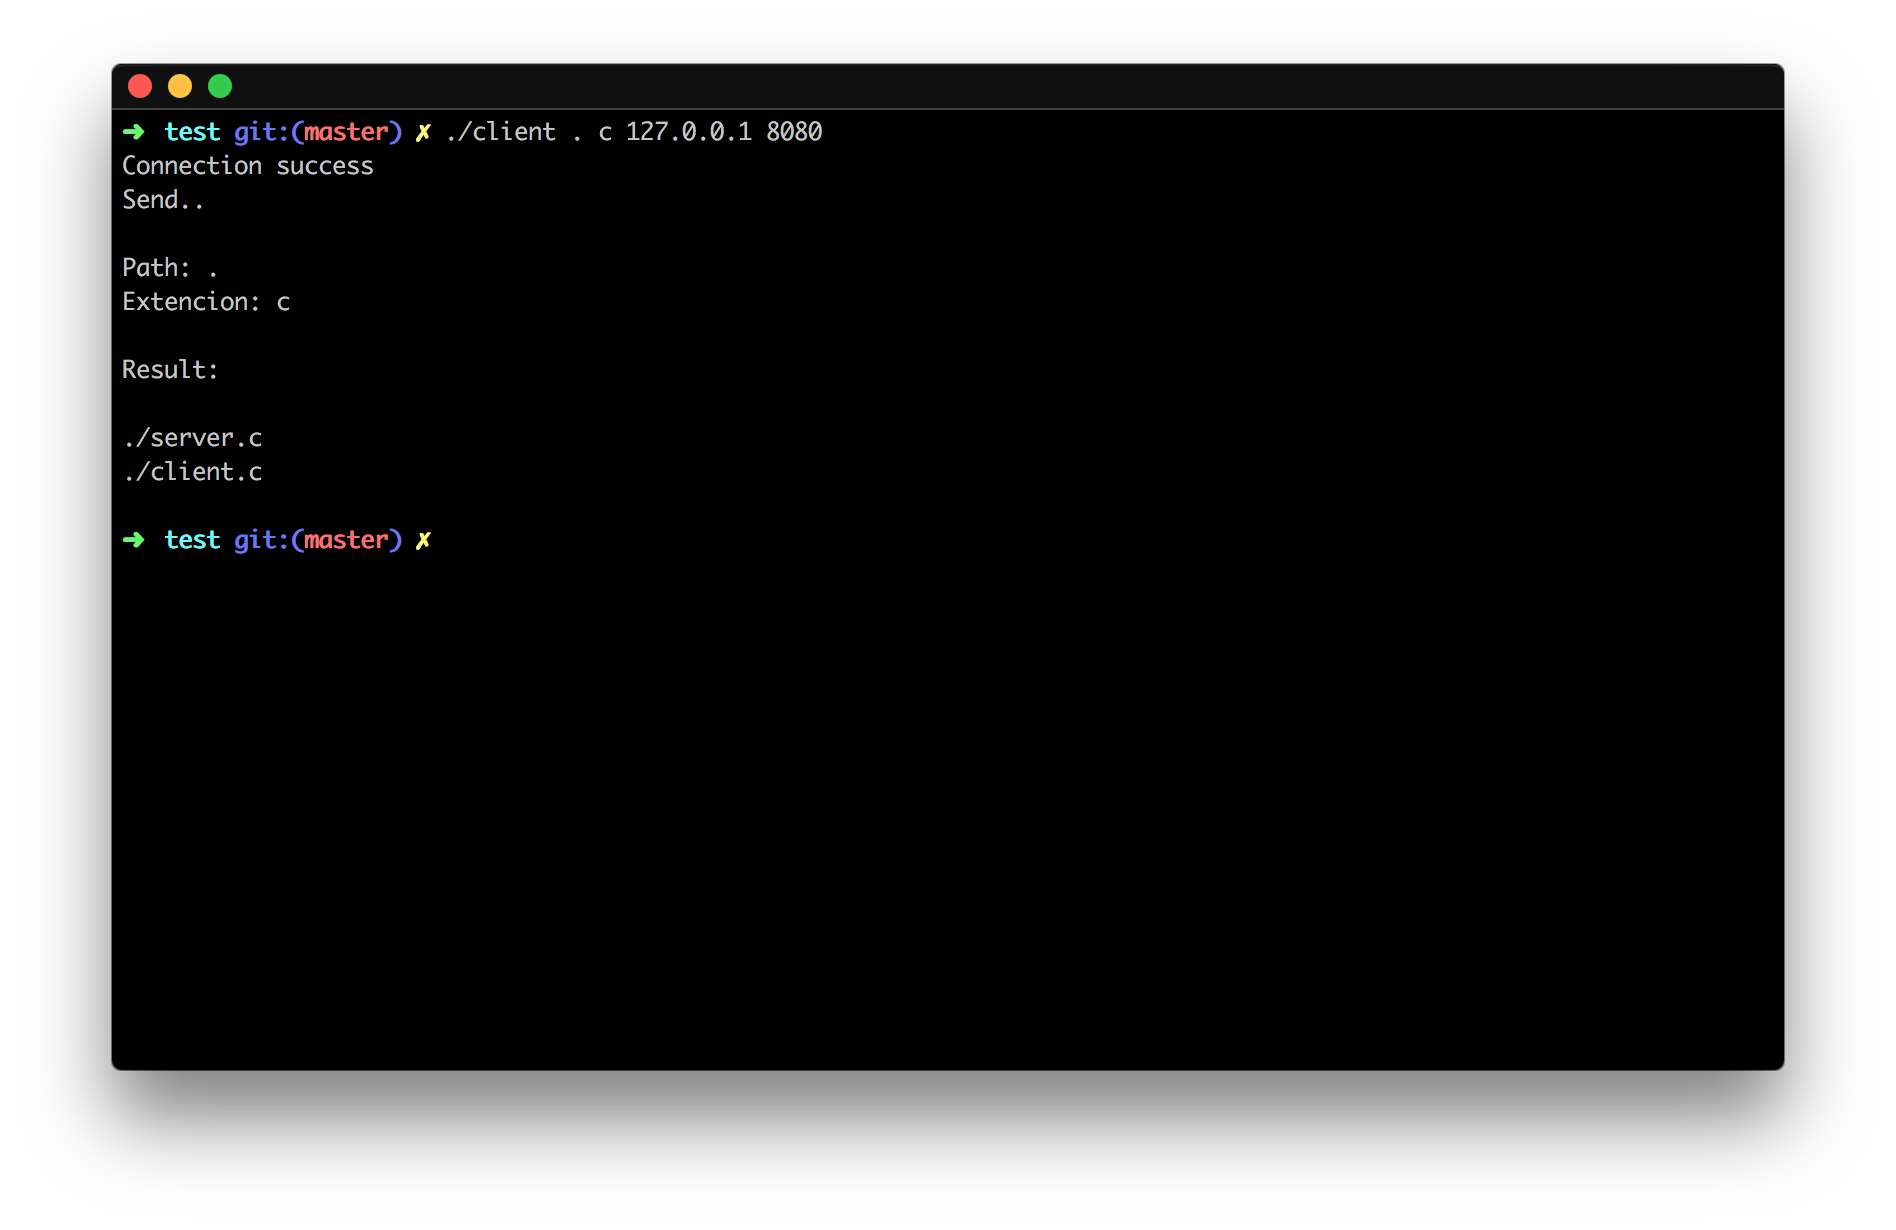 ➜ test git:(master) ✗ ./client . c 127.0.0.1 8080
Connection success
Send..
Path: .
Extencion: c
Result:
./server.c
./client.c
➜ test git:(master) ✗